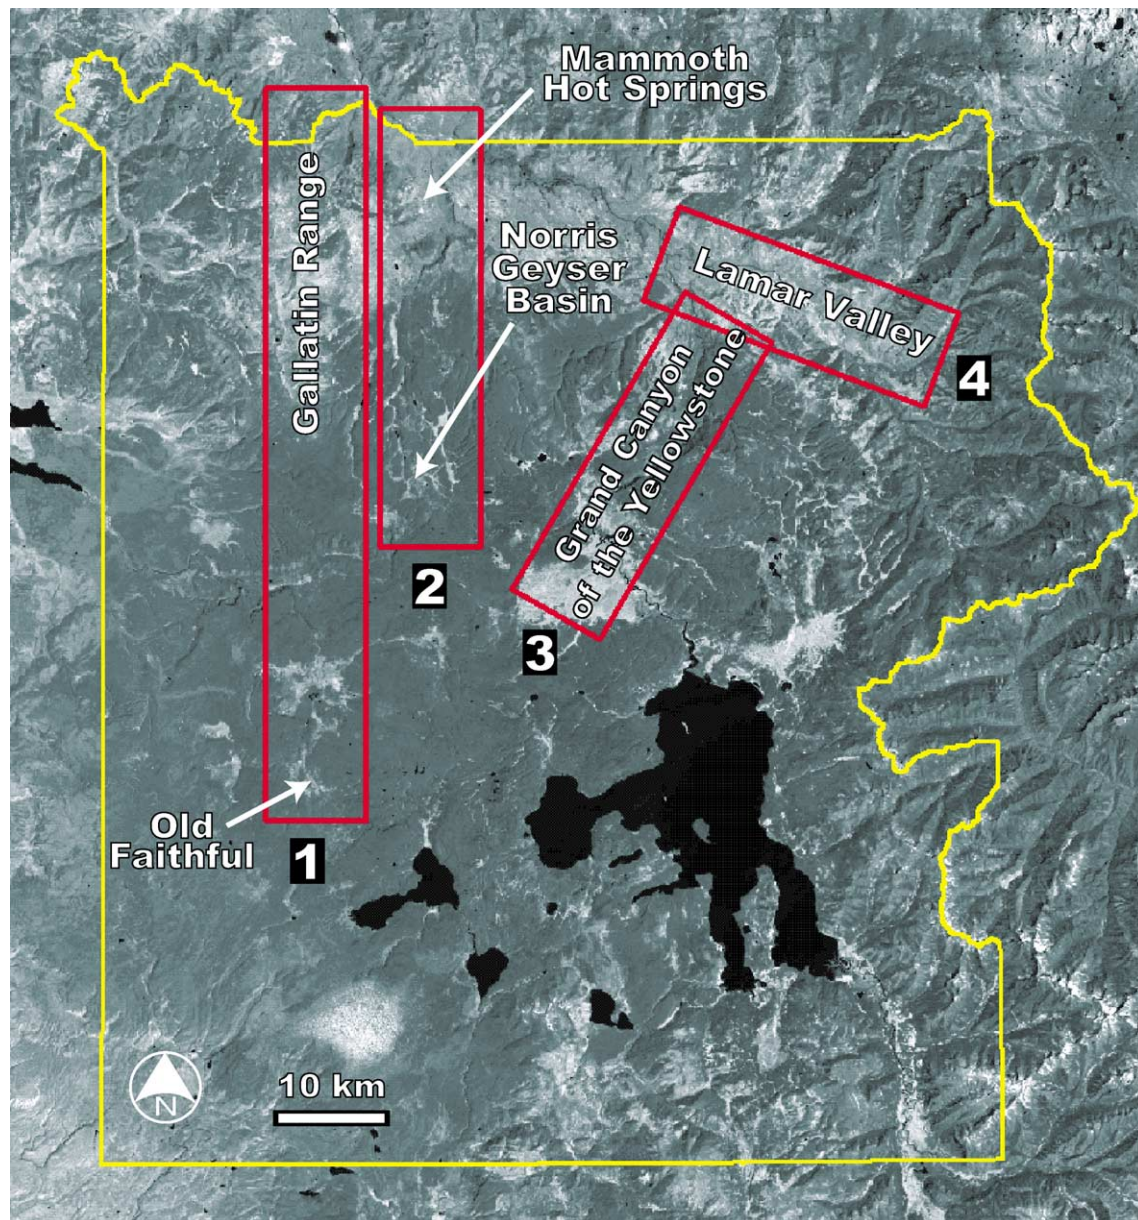 Mammoth
Hot Springs
Gallatin Range
Norris
Geyser
Basin
Lamar Valley
4
Grand Canyon
of the Yellowstone
2
3
Old
Faithful
1
10 km
N